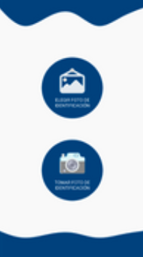 ELEGIR FOTO DE
IDENTIFICACIÓN
TOMAR FOTO DE
IDENTIFICACIÓN